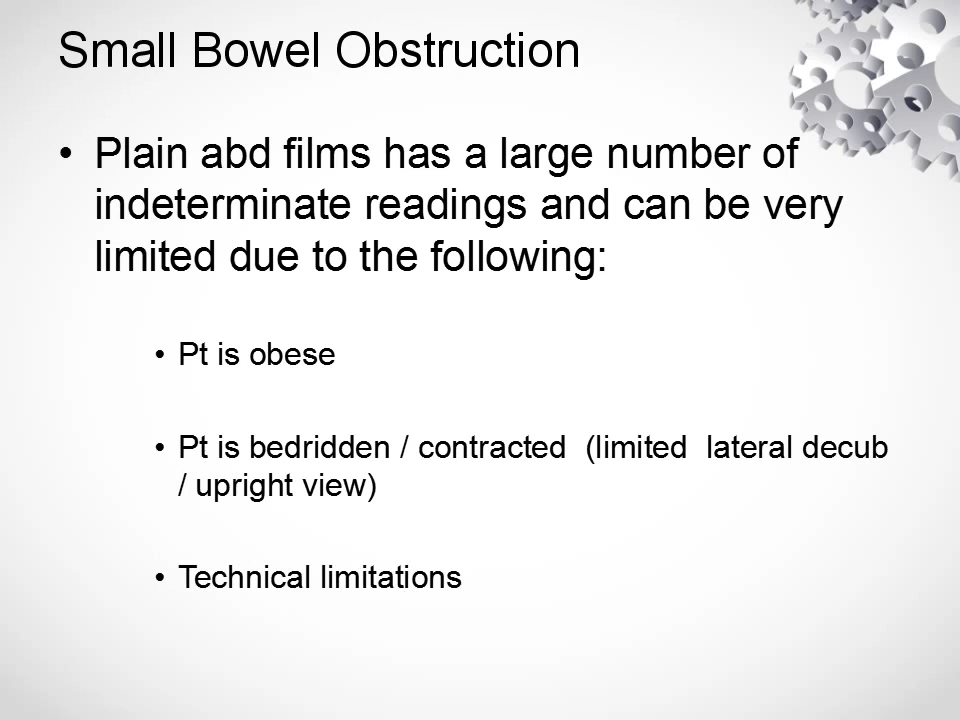 Small Bowel Obstruction
• Plain abd films has a large number of
indeterminate readings and can be very
limited due to the following:
• Pt is obese
• Pt is bedridden / contracted  (limited  lateral decub
/ upright view)
• Technical limitations